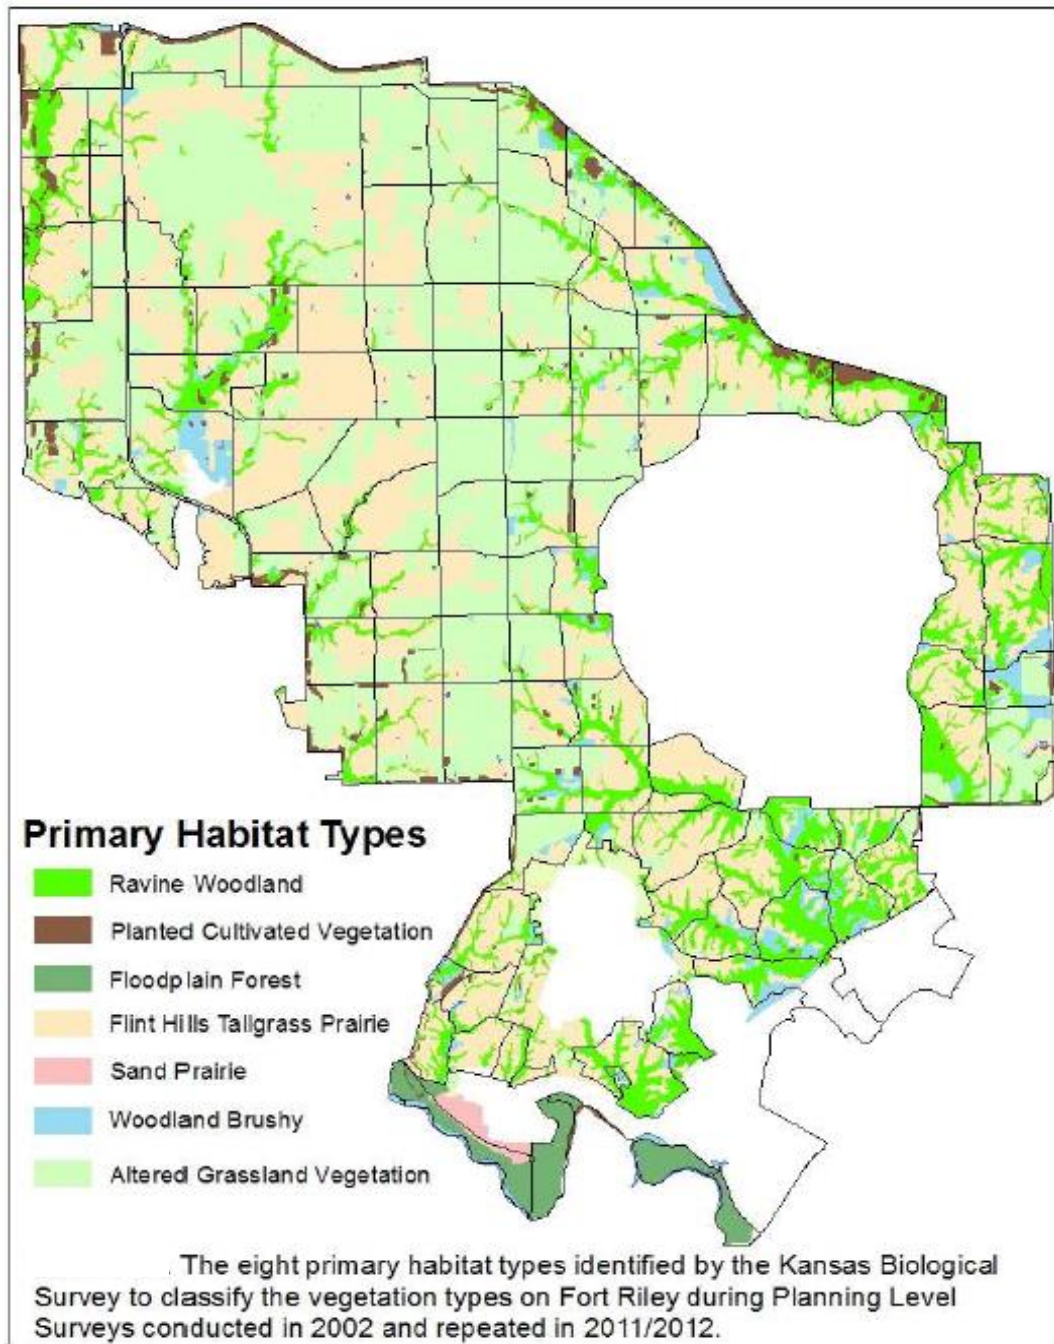 Primary Habitat Types
Ravine Woodland
Planted Cultivated Vegetation
Floodplain Forest
Flint Hills Tallgrass Prairie
Sand Prairie
Woodland Brushy
Altered Grassland Vegetation
. The eight primary habitat types identified by the Kansas Biological
Survey to classify the vegetation types on Fort Riley during Planning Level
Surveys conducted in 2002 and repeated in 2011/2012.